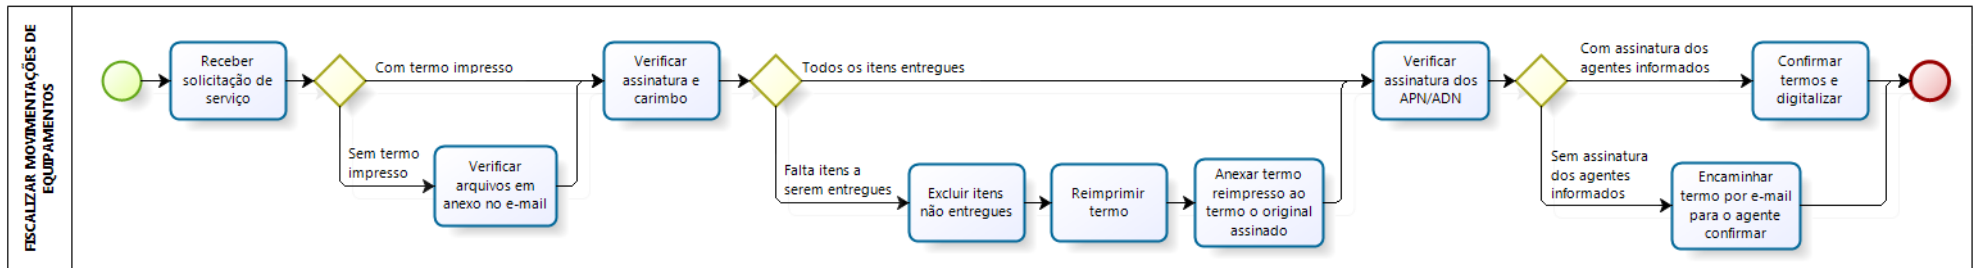 FISCALIZAR MOVIMENTAÇÕES DE
EQUIPAMENTOS
Receber
solicitação de
serviço
Com termo impresso
Sem termo
impresso
Verificar
arquivos em
anexo no e-mail
Verificar
assinatura e
carimbo
Todos os itens entregues
Falta itens a
serem entregues
Excluir itens
não entregues
Reimprimir
termo
Anexar termo
reimpresso ao
termo o original
assinado
Verificar
assinatura dos
APN/ADN
Com assinatura dos
agentes informados
Confirmar
termos e
digitalizar
Sem assinatura
dos agentes
informados
Encaminhar
termo por e-mail
para o agente
confirmar